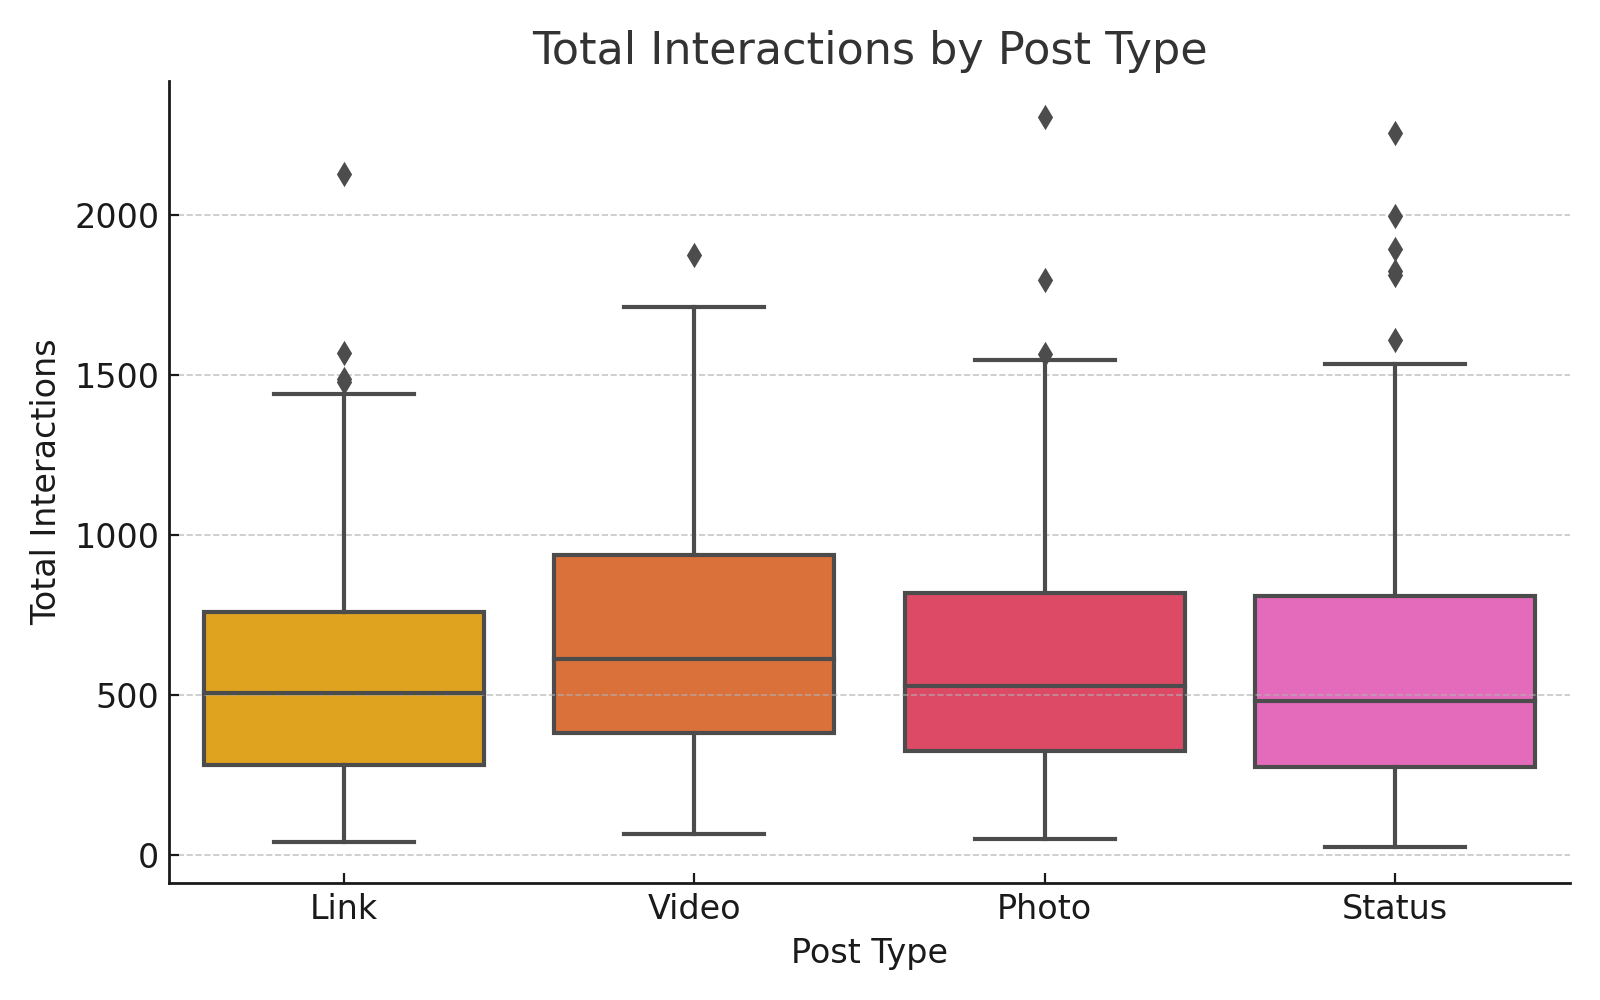 Total Interactions by Post Type
Total Interactions
2000
1500
1000
500
0
Link Video Photo Status
Post Type